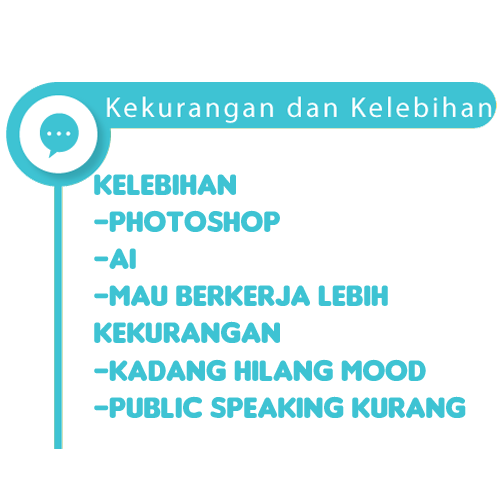 Kekurangan dan Kelebihan
KELEBIHAN
-PHOTOSHOP
-AI
-MAU BERKERJA LEBIH
KEKURANGAN
-KADANG HILANG MOOD
-PUBLIC SPEAKING KURANG